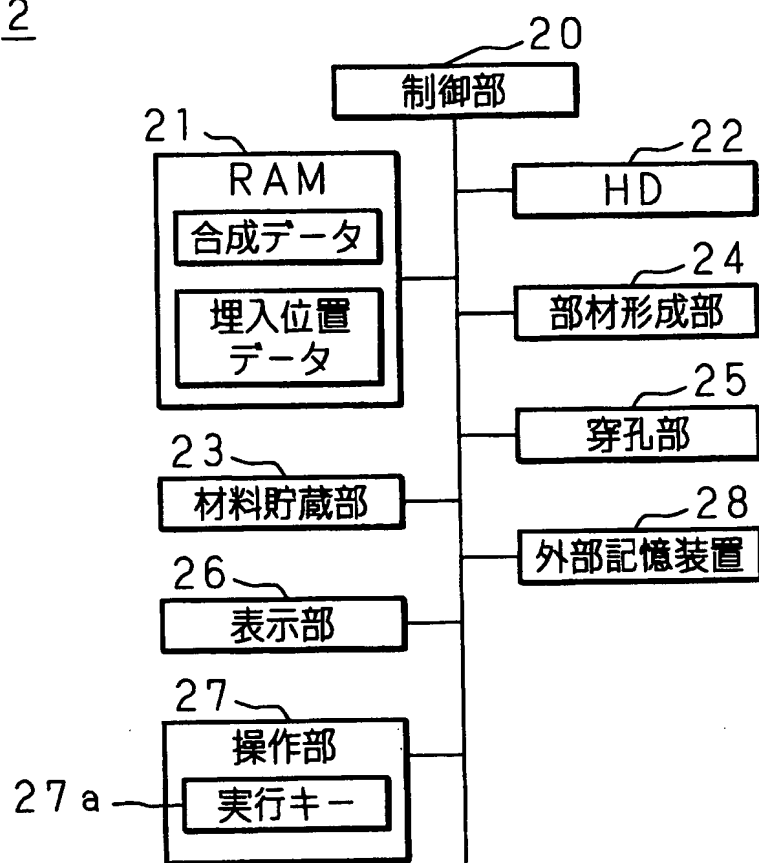 2
20
制御部
21
RAM
合成データ
埋入位置
データ
22
HD
24
部材形成部
25
穿孔部
23
材料貯蔵部
28
外部記憶装置
26
表示部
27
操作部
27a
実行キー